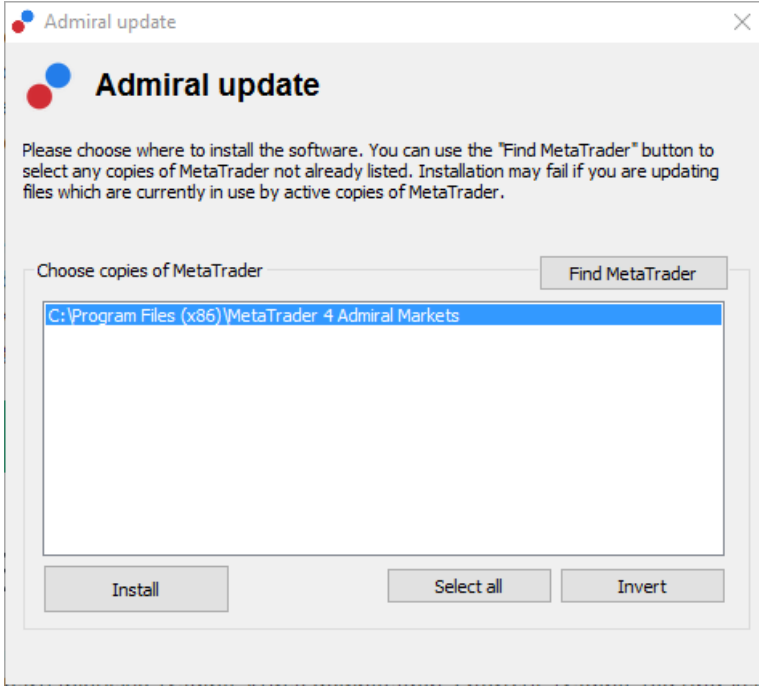 Admiral update
Admiral update
Please choose where to install the software. You can use the "Find MetaTrader" button to
select any copies of MetaTrader not already listed. Installation may fail if you are updating
files which are currently in use by active copies of MetaTrader.
Choose copies of MetaTrader
Find MetaTrader
C:\Program Files (x86)\MetaTrader 4 Admiral Markets
Install
Select all
Invert